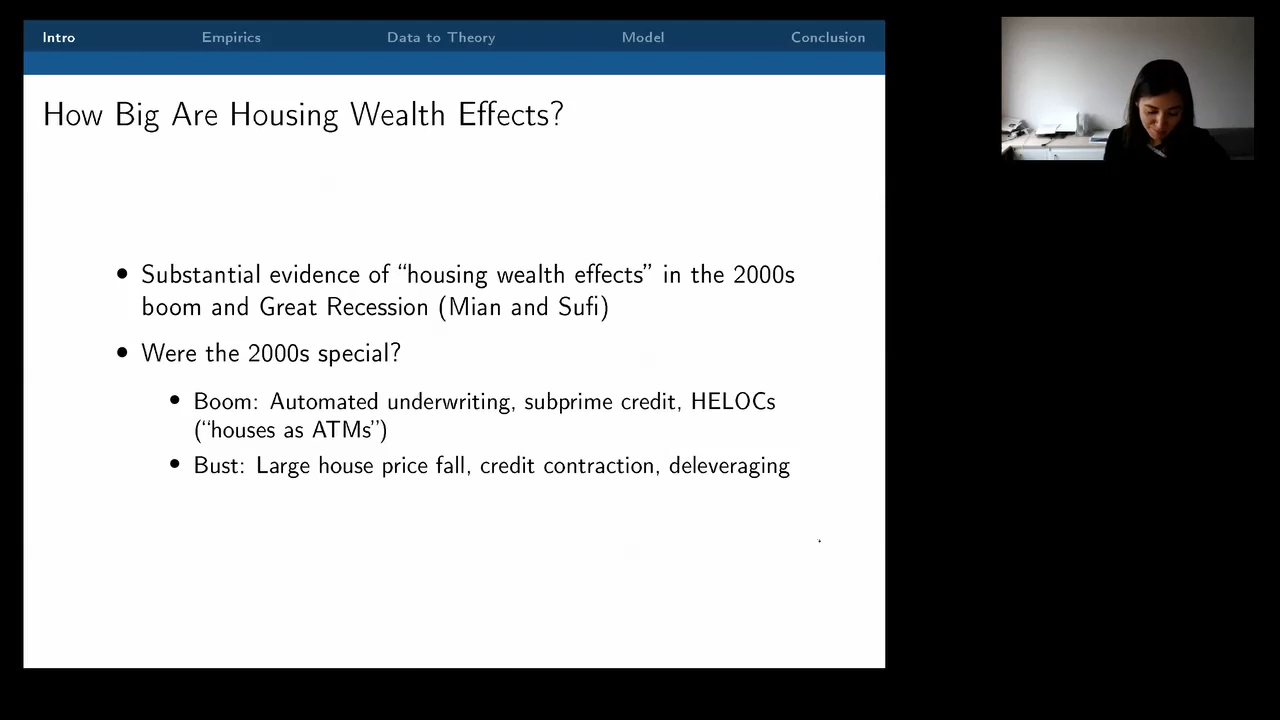 Intro Empirics Data to Theory Model Conclusion
How Big Are Housing Wealth Effects?
• Substantial evidence of “housing wealth effects” in the 2000s
boom and Great Recession (Mian and Sufi)
• Were the 2000s special?
• Boom: Automated underwriting, subprime credit, HELOCs
(“houses as ATMs”)
• Bust: Large house price fall, credit contraction, deleveraging